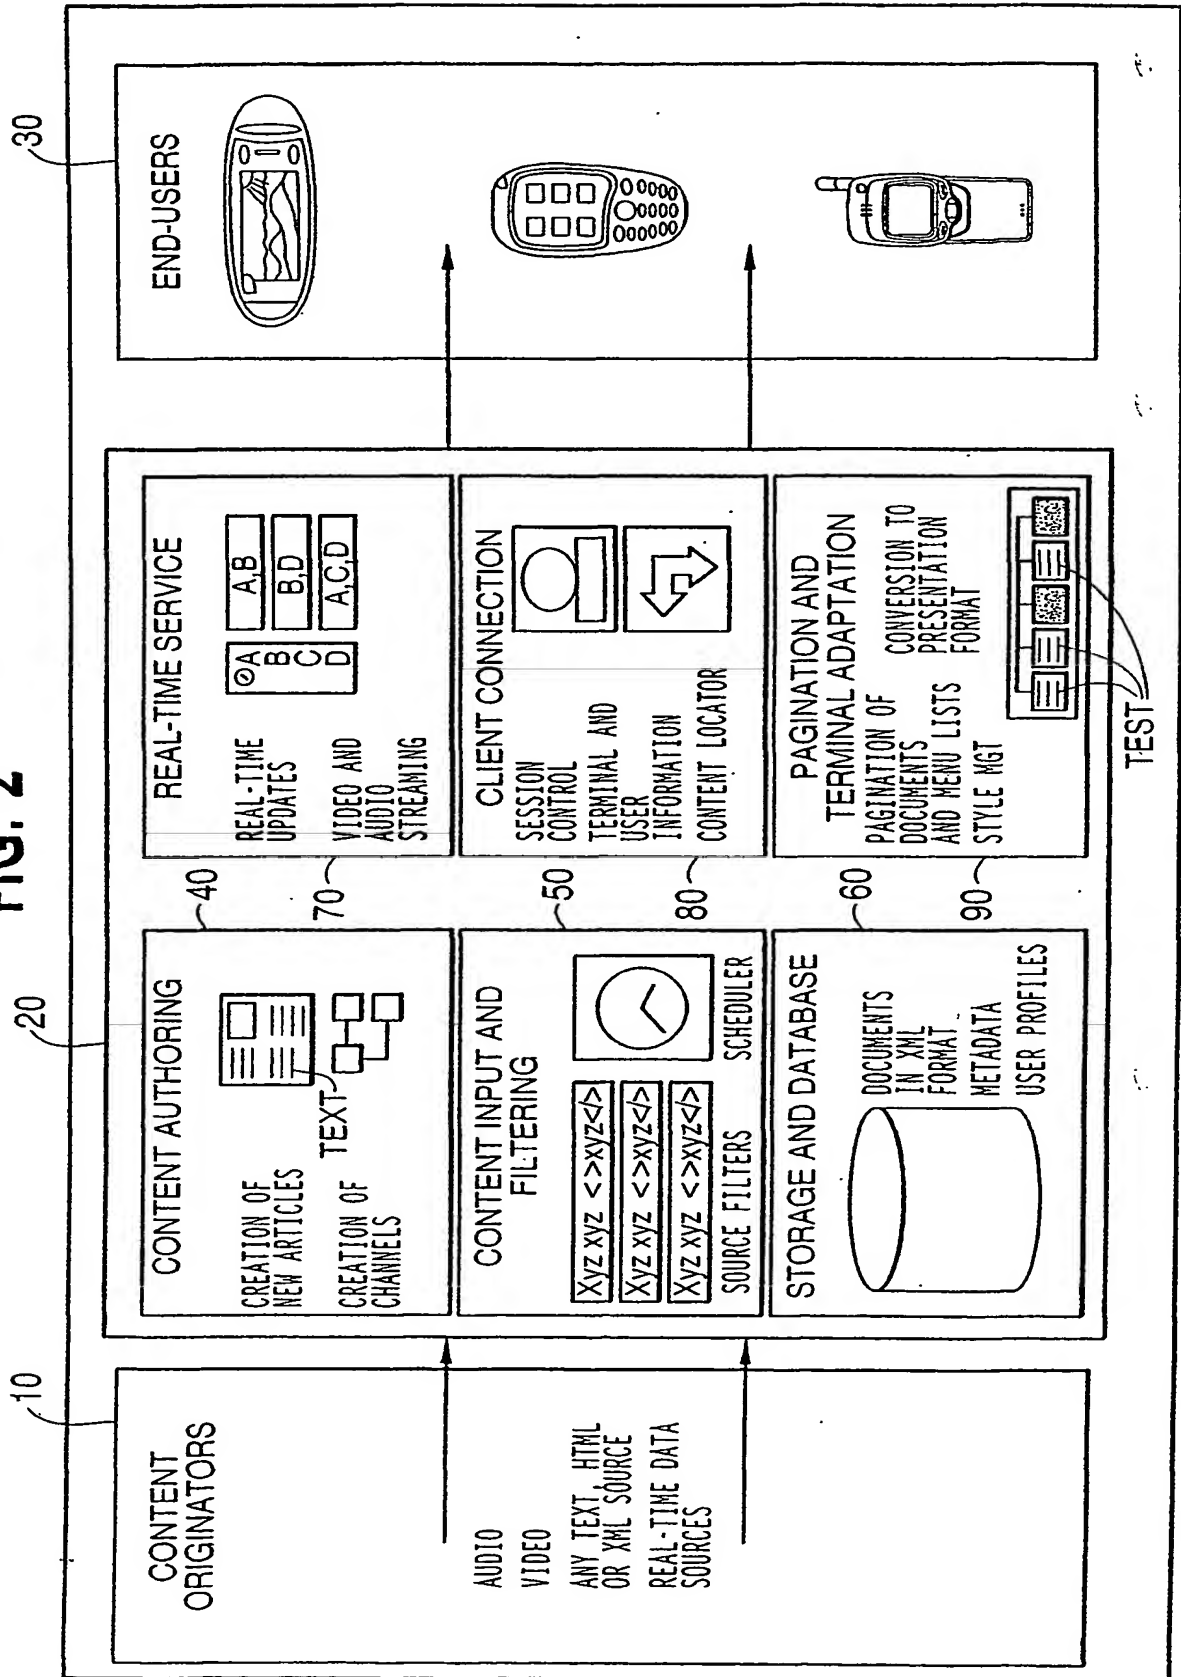 FIG. 2
10
20
30
CONTENT
ORIGINATORS
AUDIO
VIDEO
ANY TEXT, HTML
OR XML SOURCE
REAL-TIME DATA
SOURCES
40
CONTENT AUTHORING
CREATION OF
NEW ARTICLES
TEXT
CREATION OF
CHANNELS
50
CONTENT INPUT AND
FILTERING
Xyz xyz <>xyz</>
Xyz xyz <>xyz</>
Xyz xyz <>xyz</>
SOURCE FILTERS
SCHEDULER
60
STORAGE AND DATABASE
DOCUMENTS
IN XML
FORMAT
METADATA
USER PROFILES
70
REAL-TIME SERVICE
REAL-TIME
UPDATES
VIDEO AND
AUDIO
STREAMING
A
B
C
D
A,B
B,D
A,C,D
80
CLIENT CONNECTION
SESSION
CONTROL
TERMINAL AND
USER
INFORMATION
CONTENT LOCATOR
90
PAGINATION AND
TERMINAL ADAPTATION
PAGINATION OF
DOCUMENTS
AND MENU LISTS
STYLE MGT
CONVERSION TO
PRESENTATION
FORMAT
TEST
END-USERS